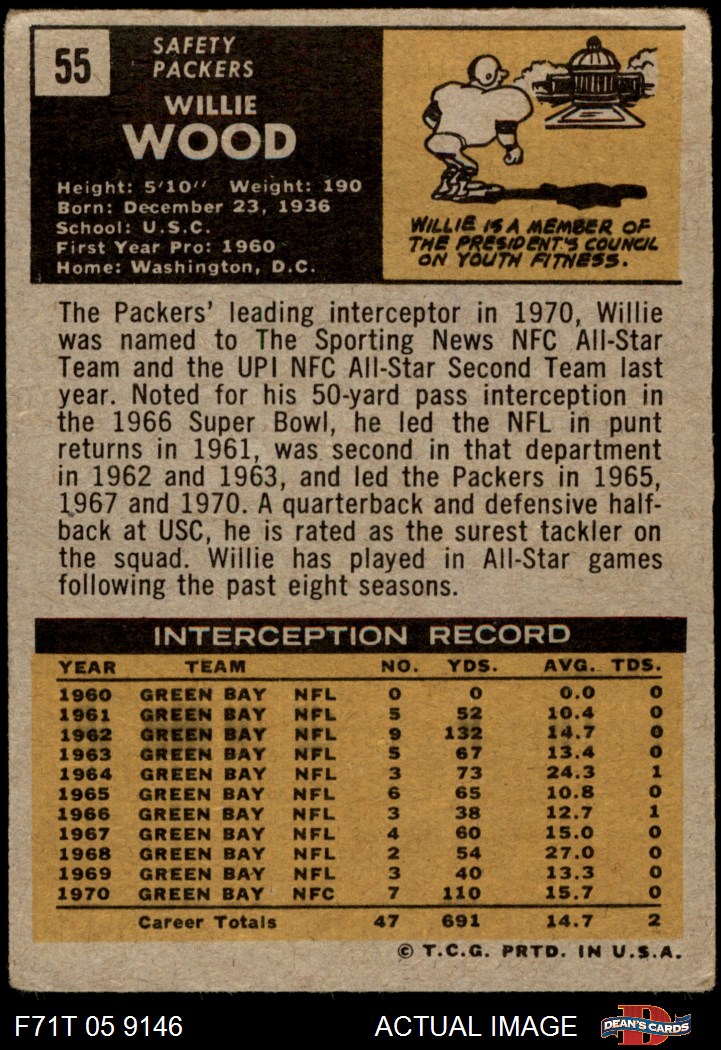 55
SAFETY
PACKERS
WILLIE
WOOD
Height: 5'10" Weight: 190
Born: December 23, 1936
School: U.S.C.
First Year Pro: 1960
Home: Washington, D.C.
WILLIE IS A MEMBER OF
THE PRESIDENT'S COUNCIL
ON YOUTH FITNESS.
The Packers' leading interceptor in 1970, Willie
was named to The Sporting News NFC All-Star
Team and the UPI NFC All-Star Second Team last
year. Noted for his 50-yard pass interception in
the 1966 Super Bowl, he led the NFL in punt
returns in 1961, was second in that department
in 1962 and 1963, and led the Packers in 1965,
1967 and 1970. A quarterback and defensive half-
back at USC, he is rated as the surest tackler on
the squad. Willie has played in All-Star games
following the past eight seasons.
INTERCEPTION RECORD
YEAR TEAM NO. YDS. AVG. TDS.
1960 GREEN BAY NFL 0 0 0.0 0
1961 GREEN BAY NFL 5 52 10.4 0
1962 GREEN BAY NFL 9 132 14.7 0
1963 GREEN BAY NFL 5 67 13.4 0
1964 GREEN BAY NFL 3 73 24.3 1
1965 GREEN BAY NFL 6 65 10.8 0
1966 GREEN BAY NFL 3 38 12.7 1
1967 GREEN BAY NFL 4 60 15.0 0
1968 GREEN BAY NFL 2 54 27.0 0
1969 GREEN BAY NFL 3 40 13.3 0
1970 GREEN BAY NFC 7 110 15.7 0
Career Totals 47 691 14.7 2
© T.C.G. PRTD. IN U.S.A.
F71T 05 9146 ACTUAL IMAGE D DEAN'S CARDS